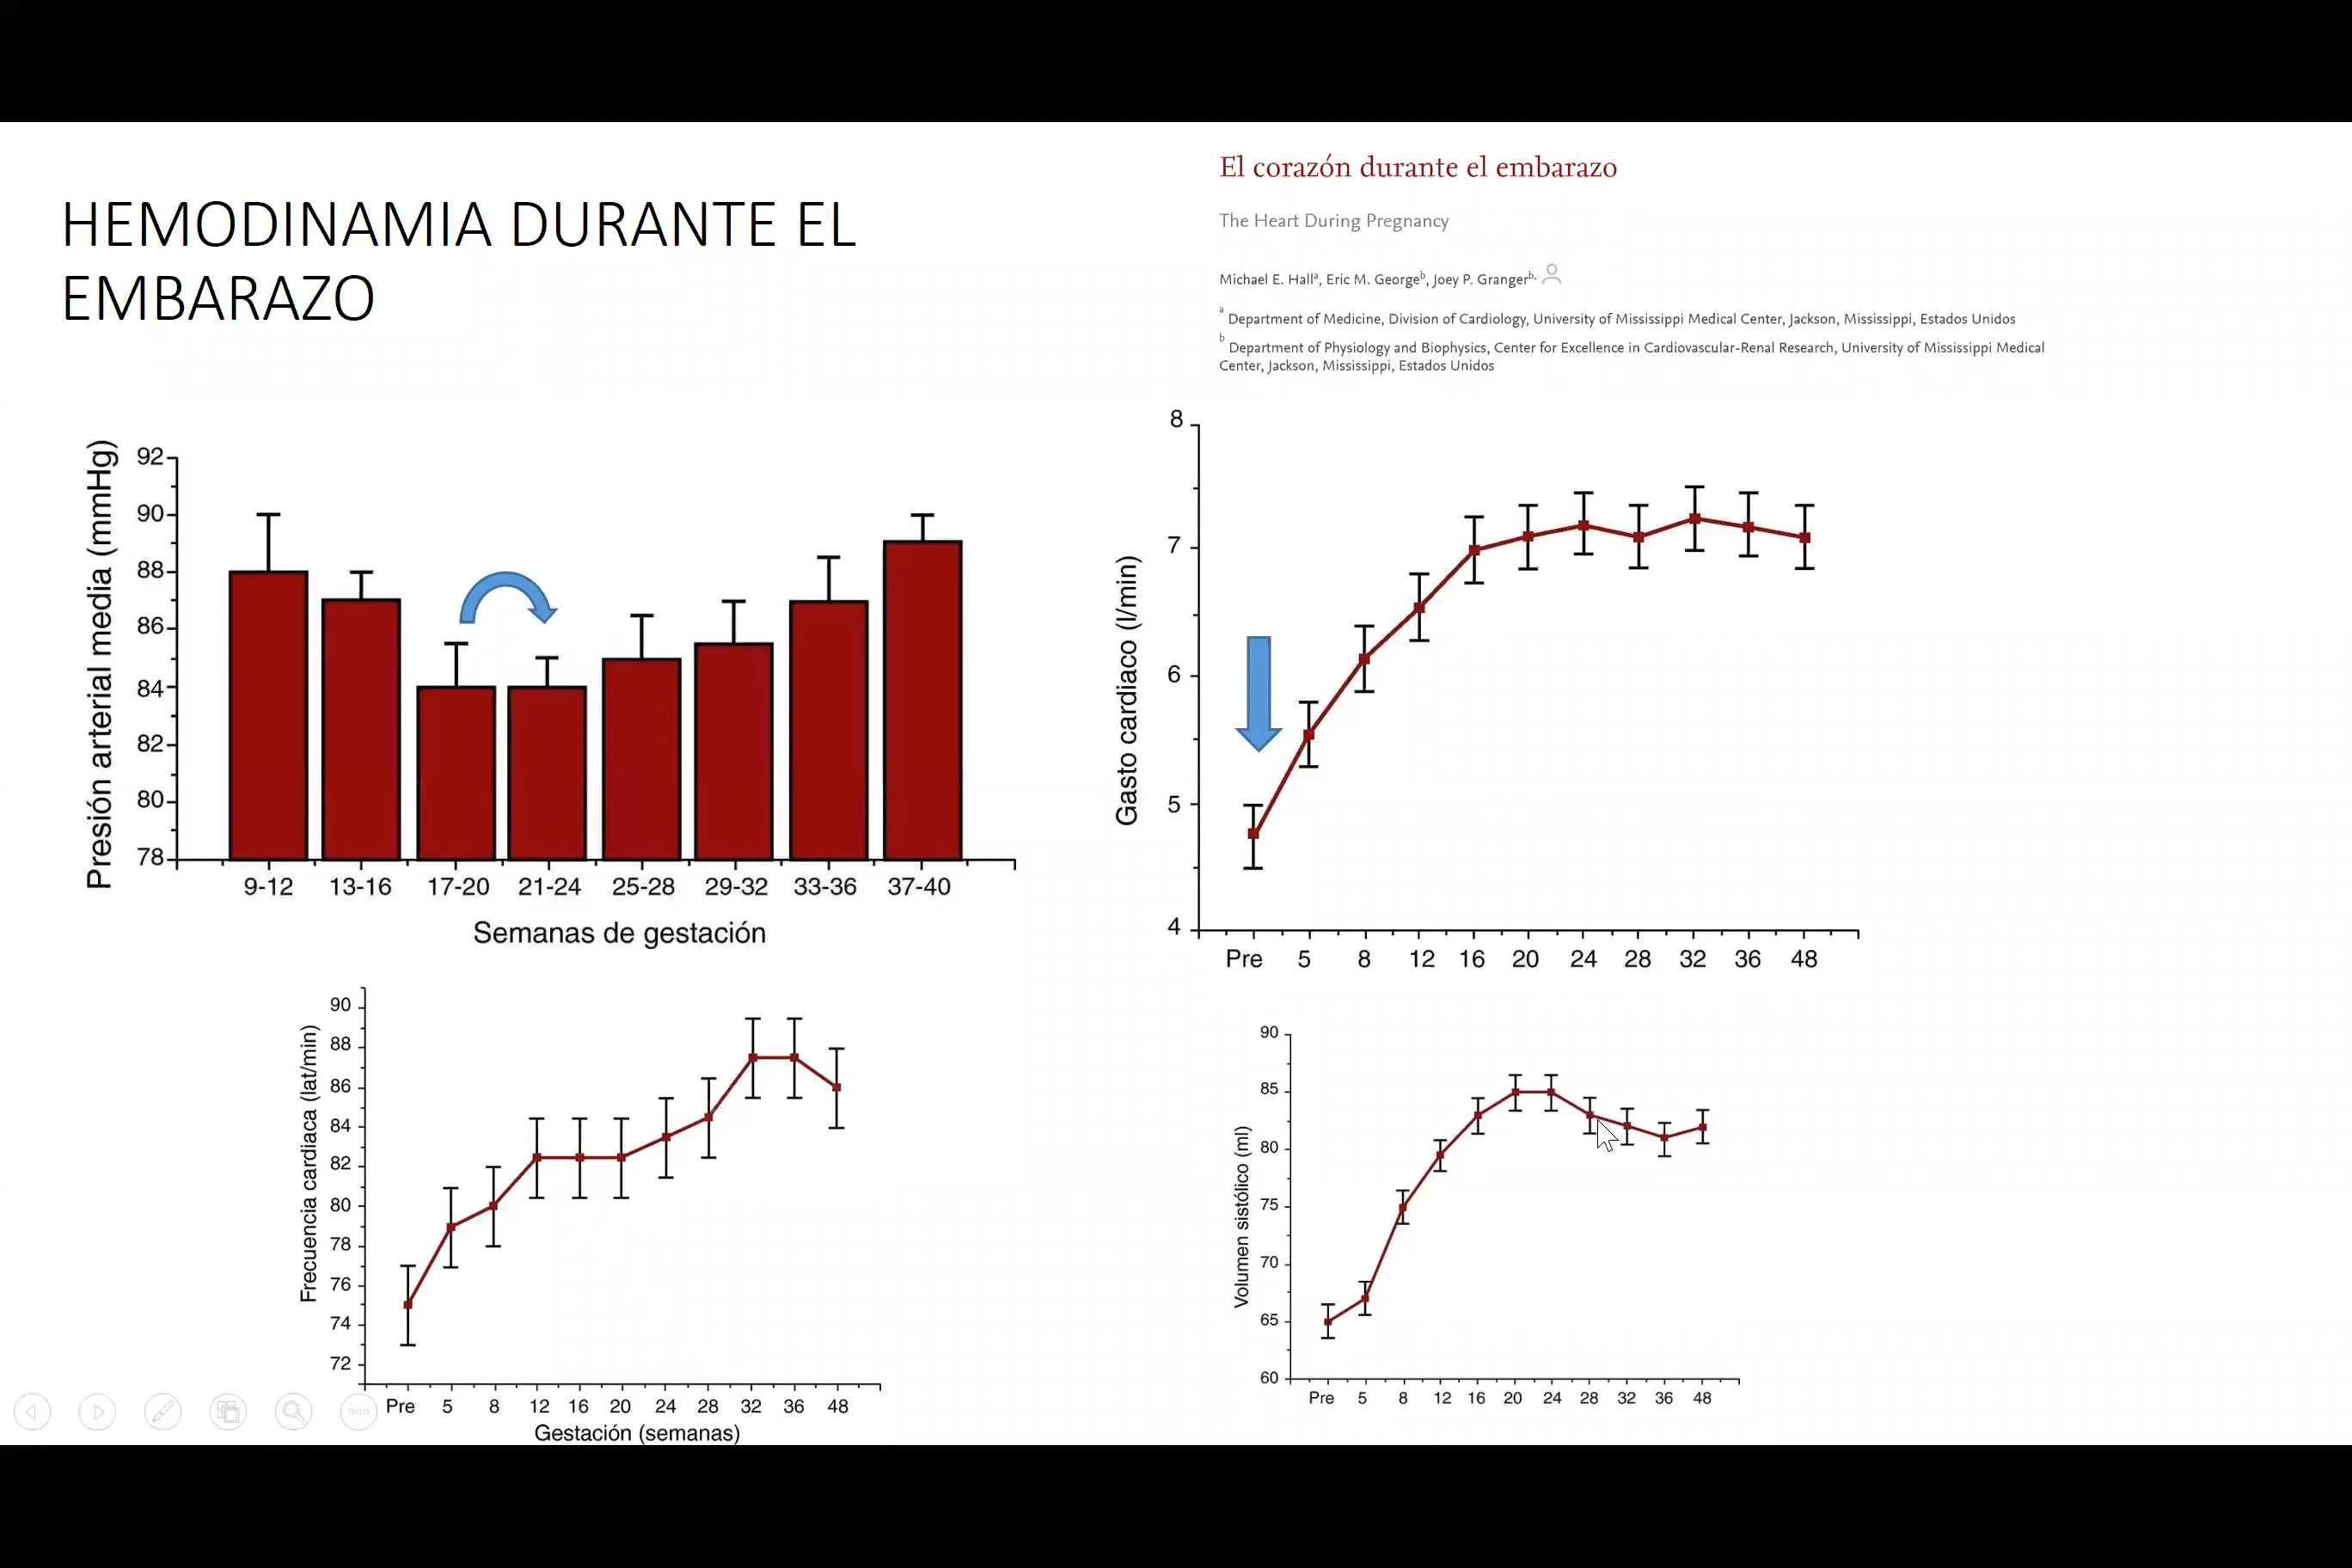 HEMODINAMIA DURANTE EL
EMBARAZO
El corazón durante el embarazo
The Heart During Pregnancy
Michael E. Hallª, Eric M. Georgeᵇ, Joey P. Grangerᵇ,
a Department of Medicine, Division of Cardiology, University of Mississippi Medical Center, Jackson, Mississippi, Estados Unidos
b Department of Physiology and Biophysics, Center for Excellence in Cardiovascular-Renal Research, University of Mississippi Medical
Center, Jackson, Mississippi, Estados Unidos
Presión arterial media (mmHg)
92
90
88
86
84
82
80
78
9-12 13-16 17-20 21-24 25-28 29-32 33-36 37-40
Semanas de gestación
Gasto cardiaco (l/min)
8
7
6
5
4
Pre 5 8 12 16 20 24 28 32 36 48
Frecuencia cardiaca (lat/min)
90
88
86
84
82
80
78
76
74
72
Pre 5 8 12 16 20 24 28 32 36 48
Gestación (semanas)
Volumen sistólico (ml)
90
85
80
75
70
65
60
Pre 5 8 12 16 20 24 28 32 36 48